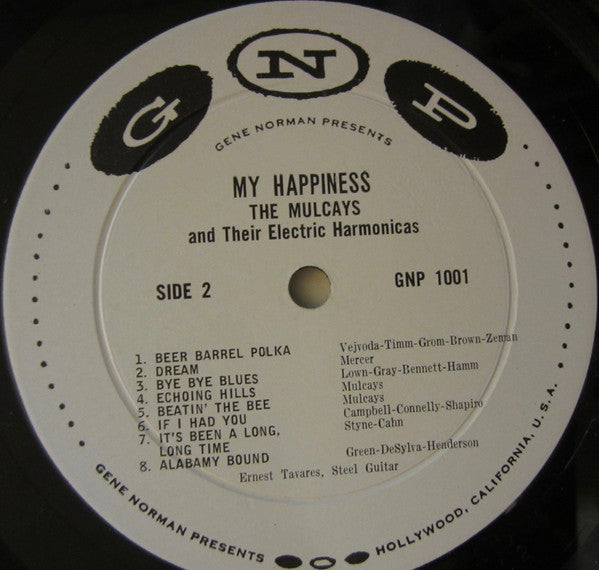 G N P
GENE NORMAN PRESENTS
MY HAPPINESS
THE MULCAYS
and Their Electric Harmonicas
SIDE 2
GNP 1001
1. BEER BARREL POLKA Vejvoda-Timm-Grom-Brown-Zeman
2. DREAM Mercer
3. BYE BYE BLUES Lown-Gray-Bennett-Hamm
4. ECHOING HILLS Mulcays
5. BEATIN' THE BEE Mulcays
6. IF I HAD YOU Campbell-Connelly-Shapiro
7. IT'S BEEN A LONG, Styne-Cahn
LONG TIME
8. ALABAMY BOUND Green-DeSylva-Henderson
Ernest Tavares, Steel Guitar
GENE NORMAN PRESENTS
HOLLYWOOD, CALIFORNIA, U.S.A.